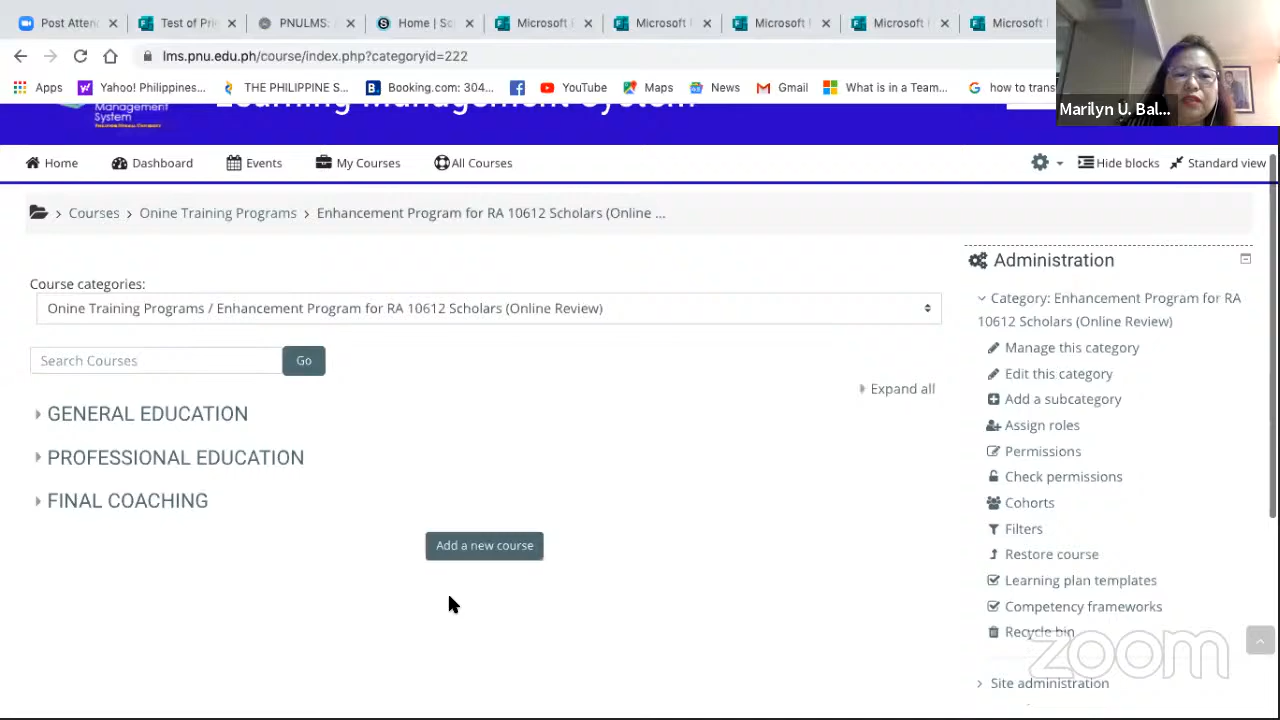 Post Atten
Test of Pri
PNULMS:
Home | Sc
Microsoft
Microsoft
Microsoft
Microsoft
Microsoft
lms.pnu.edu.ph/course/index.php?categoryid=222
Apps
Yahoo! Philippines...
THE PHILIPPINE S...
Booking.com: 304...
YouTube
Maps
News
Gmail
What is in a Team...
how to trans
Marilyn U. Bal...
Learning Management System
Management
System
Home
Dashboard
Events
My Courses
All Courses
Hide blocks
Standard view
Courses
Onine Training Programs
Enhancement Program for RA 10612 Scholars (Online ...
Course categories:
Onine Training Programs / Enhancement Program for RA 10612 Scholars (Online Review)
Search Courses
Go
Expand all
GENERAL EDUCATION
PROFESSIONAL EDUCATION
FINAL COACHING
Add a new course
Administration
Category: Enhancement Program for RA
10612 Scholars (Online Review)
Manage this category
Edit this category
Add a subcategory
Assign roles
Permissions
Check permissions
Cohorts
Filters
Restore course
Learning plan templates
Competency frameworks
Recycle bin
Site administration
zoom